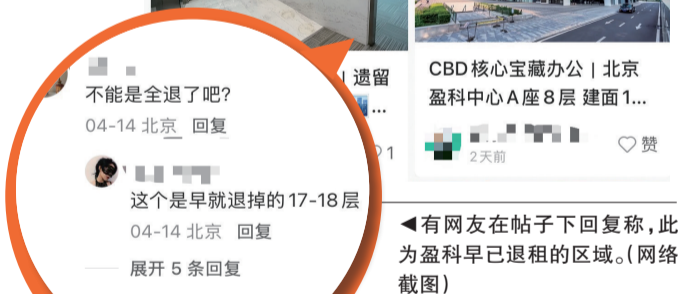 不能是全退了吧?
04-14 北京 回复
这个是早就退掉的17-18层
04-14 北京 回复
展开 5 条回复
| 遗留
...
1
CBD核心宝藏办公 | 北京
盈科中心A座8层 建面1...
2天前
赞
◀有网友在帖子下回复称,此
为盈科早已退租的区域。(网络
截图)